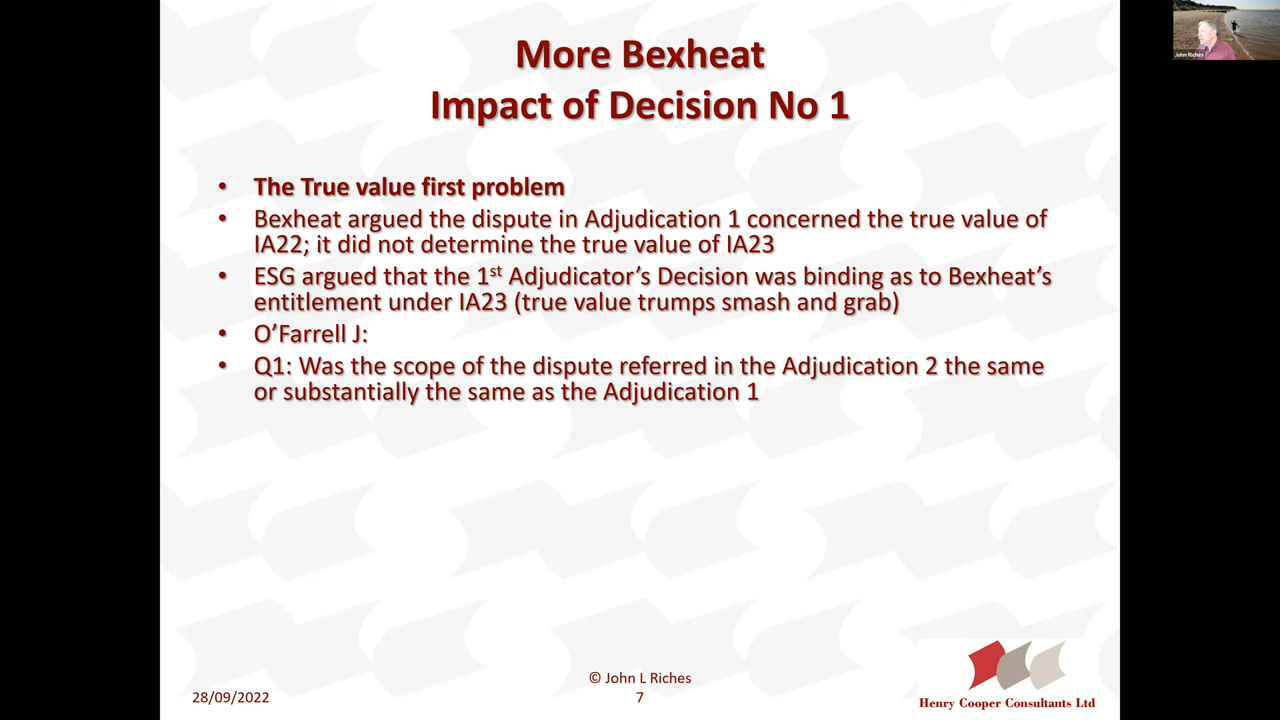 John Riches
More Bexheat
Impact of Decision No 1
• The True value first problem
• Bexheat argued the dispute in Adjudication 1 concerned the true value of
IA22; it did not determine the true value of IA23
• ESG argued that the 1st Adjudicator’s Decision was binding as to Bexheat’s
entitlement under IA23 (true value trumps smash and grab)
• O’Farrell J:
• Q1: Was the scope of the dispute referred in the Adjudication 2 the same
or substantially the same as the Adjudication 1
© John L Riches
28/09/2022
7
Henry Cooper Consultants Ltd